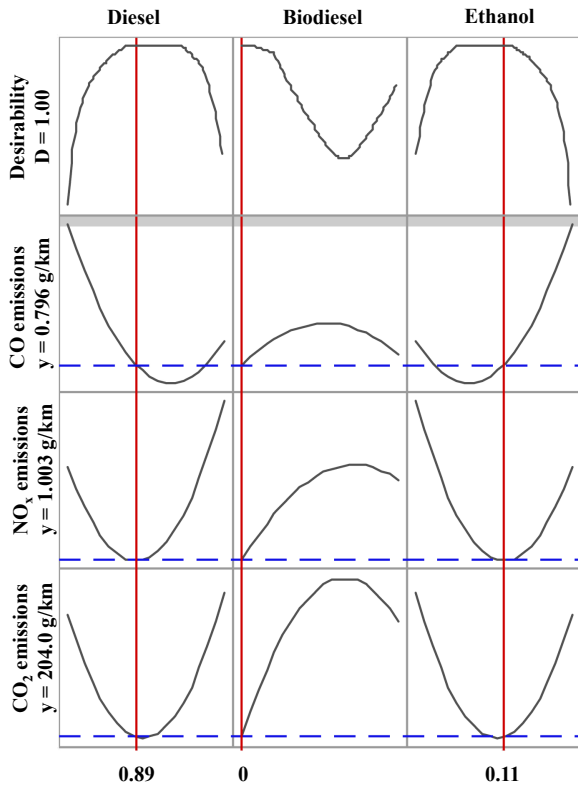 Diesel Biodiesel Ethanol
Desirability
D = 1.00
CO emissions
y = 0.796 g/km
NOx emissions
y = 1.003 g/km
CO2 emissions
y = 204.0 g/km
0.89 0 0.11